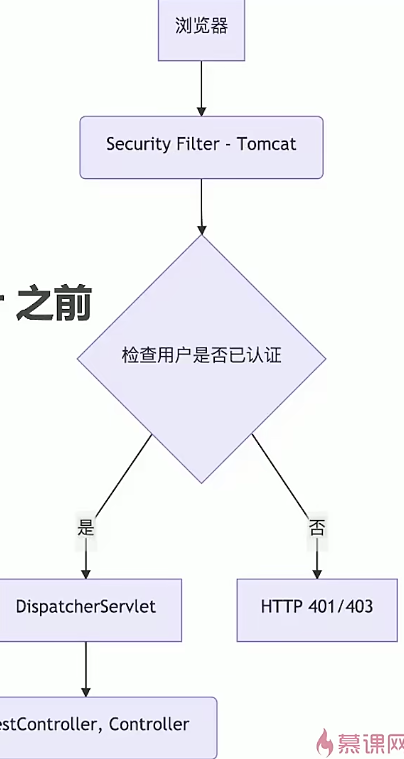 浏览器
Security Filter - Tomcat
之前
检查用户是否已认证
是
否
DispatcherServlet
HTTP 401/403
estController, Controller
慕课网